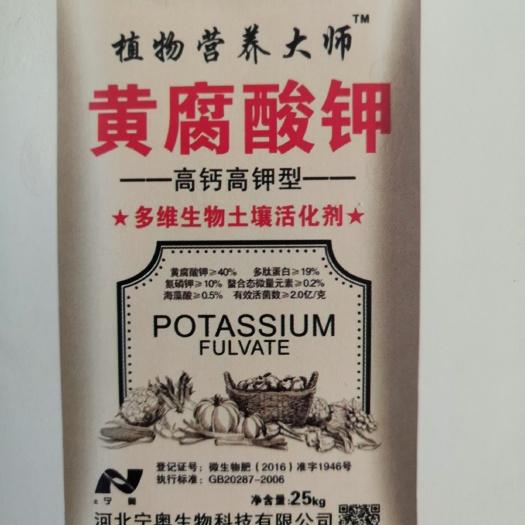 植物营养大师™
黄腐酸钾
——高钙高钾型——
★多维生物土壤活化剂★
黄腐酸钾≥40% 多肽蛋白≥19%
氮磷钾≥10% 螯合态微量元素≥0.2%
海藻酸≥0.5% 有效活菌数≥2.0亿/克
POTASSIUM
FULVATE
登记证号：微生物肥（2016）准字1946号
执行标准：GB20287-2006
净含量:25kg
河北宁奥生物科技有限公司